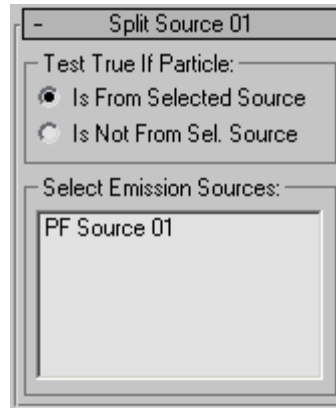 - Split Source 01
Test True If Particle:
Is From Selected Source
Is Not From Sel. Source
Select Emission Sources:
PF Source 01